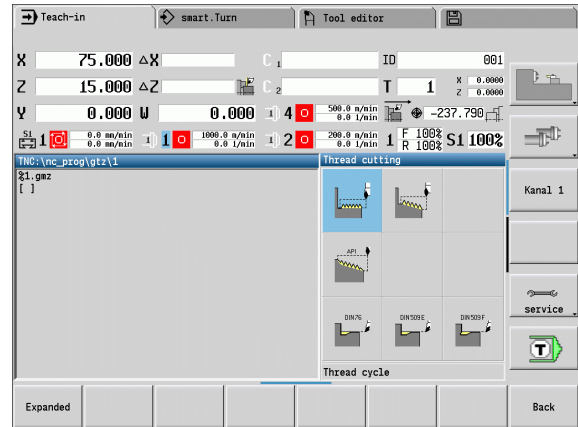 Teach-in smart.Turn Tool editor
X 75.000 ΔX C 1 ID 001
Z 15.000 ΔZ C 2 T 1 X 0.0000
Z 0.0000
Y 0.000 W 0.000 4 500.0 m/min
0.0 1/min -237.790
S1 1 0.0 mm/min
0.0 mm/min 1 1000.0 m/min
0.0 1/min 2 200.0 m/min
0.0 1/min 1 F 100%
R 100% S1 100%
TNC:\nc_prog\gtz\1 Thread cutting
%1.gmz
[ ]
Kanal 1
API
service
DIN76 DIN509E DIN509F
T
Thread cycle
Expanded Back